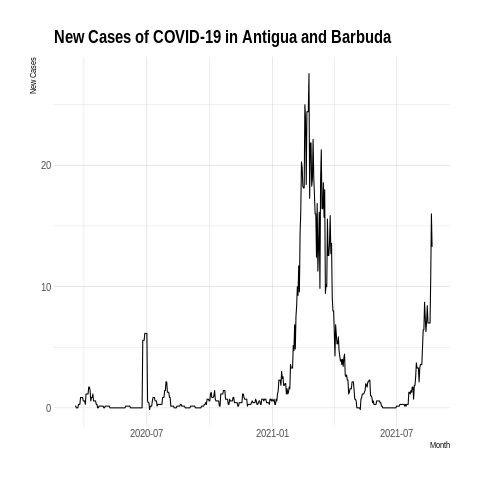 New Cases of COVID-19 in Antigua and Barbuda
New Cases
20
10
0
2020-07 2021-01 2021-07
Month